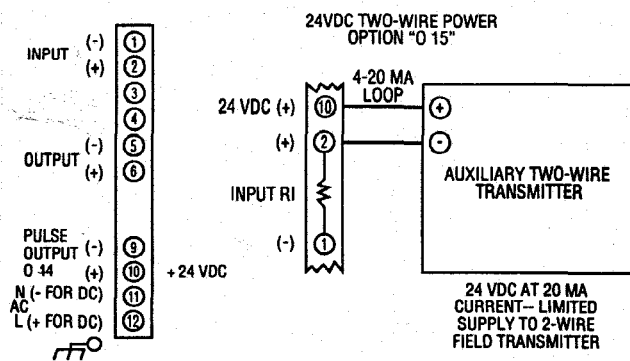 24VDC TWO-WIRE POWER
OPTION "O 15"
INPUT
(-) 1
(+) 2
3
4
OUTPUT
(-) 5
(+) 6
PULSE
OUTPUT
O 44
(-) 9
(+) 10 +24 VDC
N (- FOR DC) 11
AC
L (+ FOR DC) 12
4-20 MA
LOOP
24 VDC (+) 10
+
(+) 2
-
INPUT RI
(-) 1
AUXILIARY TWO-WIRE
TRANSMITTER
24 VDC AT 20 MA
CURRENT-- LIMITED
SUPPLY TO 2-WIRE
FIELD TRANSMITTER